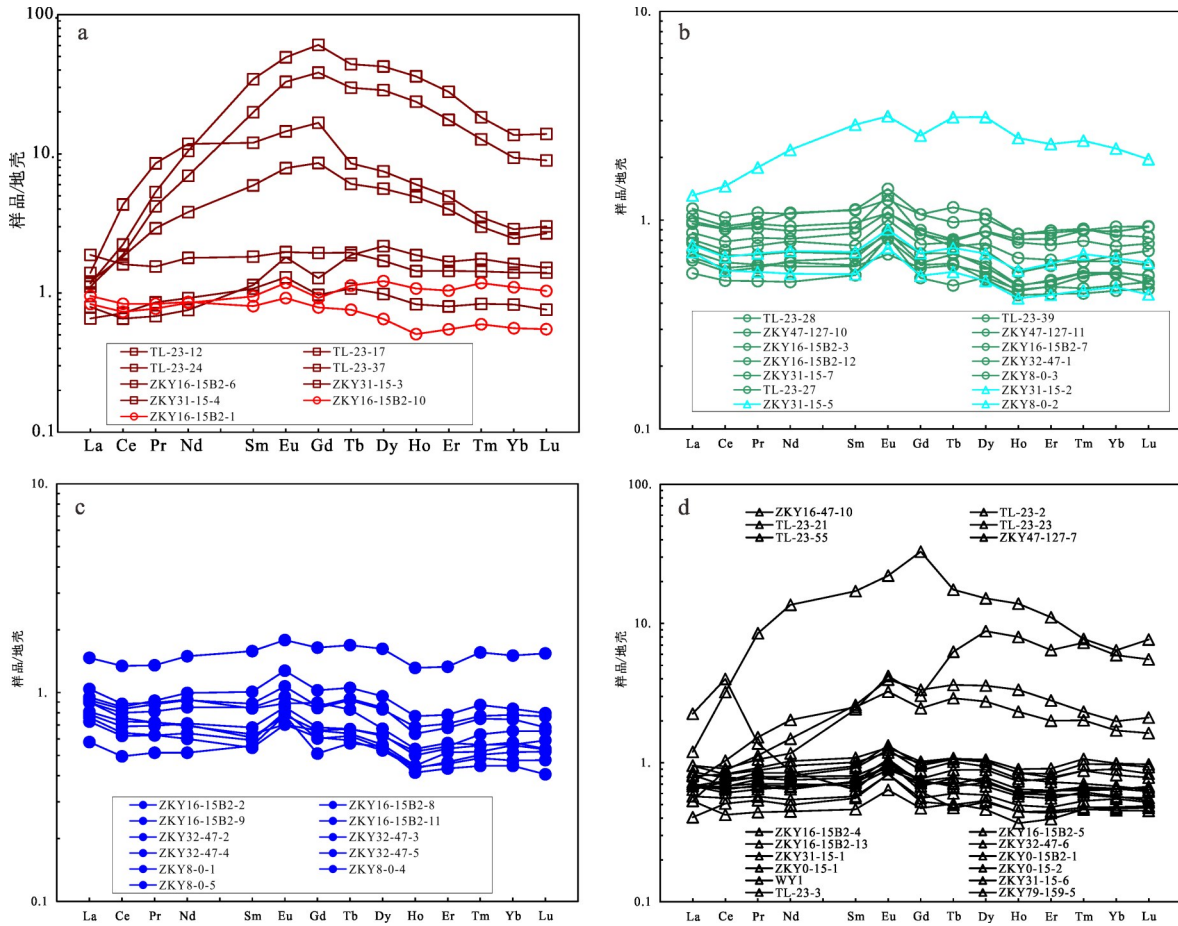 a
100.
10.0
1.0
0.1
样品/地壳
TL-23-12 TL-23-17
TL-23-24 TL-23-37
ZKY16-15B2-6 ZKY31-15-3
ZKY31-15-4 ZKY16-15B2-10
ZKY16-15B2-1
La Ce Pr Nd Sm Eu Gd Tb Dy Ho Er Tm Yb Lu
b
10.
1.0
0.1
样品/地壳
TL-23-28 TL-23-39
ZKY47-127-10 ZKY47-127-11
ZKY16-15B2-3 ZKY16-15B2-7
ZKY16-15B2-12 ZKY32-47-1
ZKY31-15-7 ZKY8-0-3
TL-23-27 ZKY31-15-2
ZKY31-15-5 ZKY8-0-2
La Ce Pr Nd Sm Eu Gd Tb Dy Ho Er Tm Yb Lu
c
10.
1.0
0.1
样品/地壳
ZKY16-15B2-2 ZKY16-15B2-8
ZKY16-15B2-9 ZKY16-15B2-11
ZKY32-47-2 ZKY32-47-3
ZKY32-47-4 ZKY32-47-5
ZKY8-0-1 ZKY8-0-4
ZKY8-0-5
La Ce Pr Nd Sm Eu Gd Tb Dy Ho Er Tm Yb Lu
d
100.
10.0
1.0
0.1
样品/地壳
ZKY16-47-10 TL-23-2
TL-23-21 TL-23-23
TL-23-55 ZKY47-127-7
ZKY16-15B2-4 ZKY16-15B2-5
ZKY16-15B2-13 ZKY32-47-6
ZKY31-15-1 ZKY0-15B2-1
ZKY0-15-1 ZKY0-15-2
WY1 ZKY31-15-6
TL-23-3 ZKY79-159-5
La Ce Pr Nd Sm Eu Gd Tb Dy Ho Er Tm Yb Lu